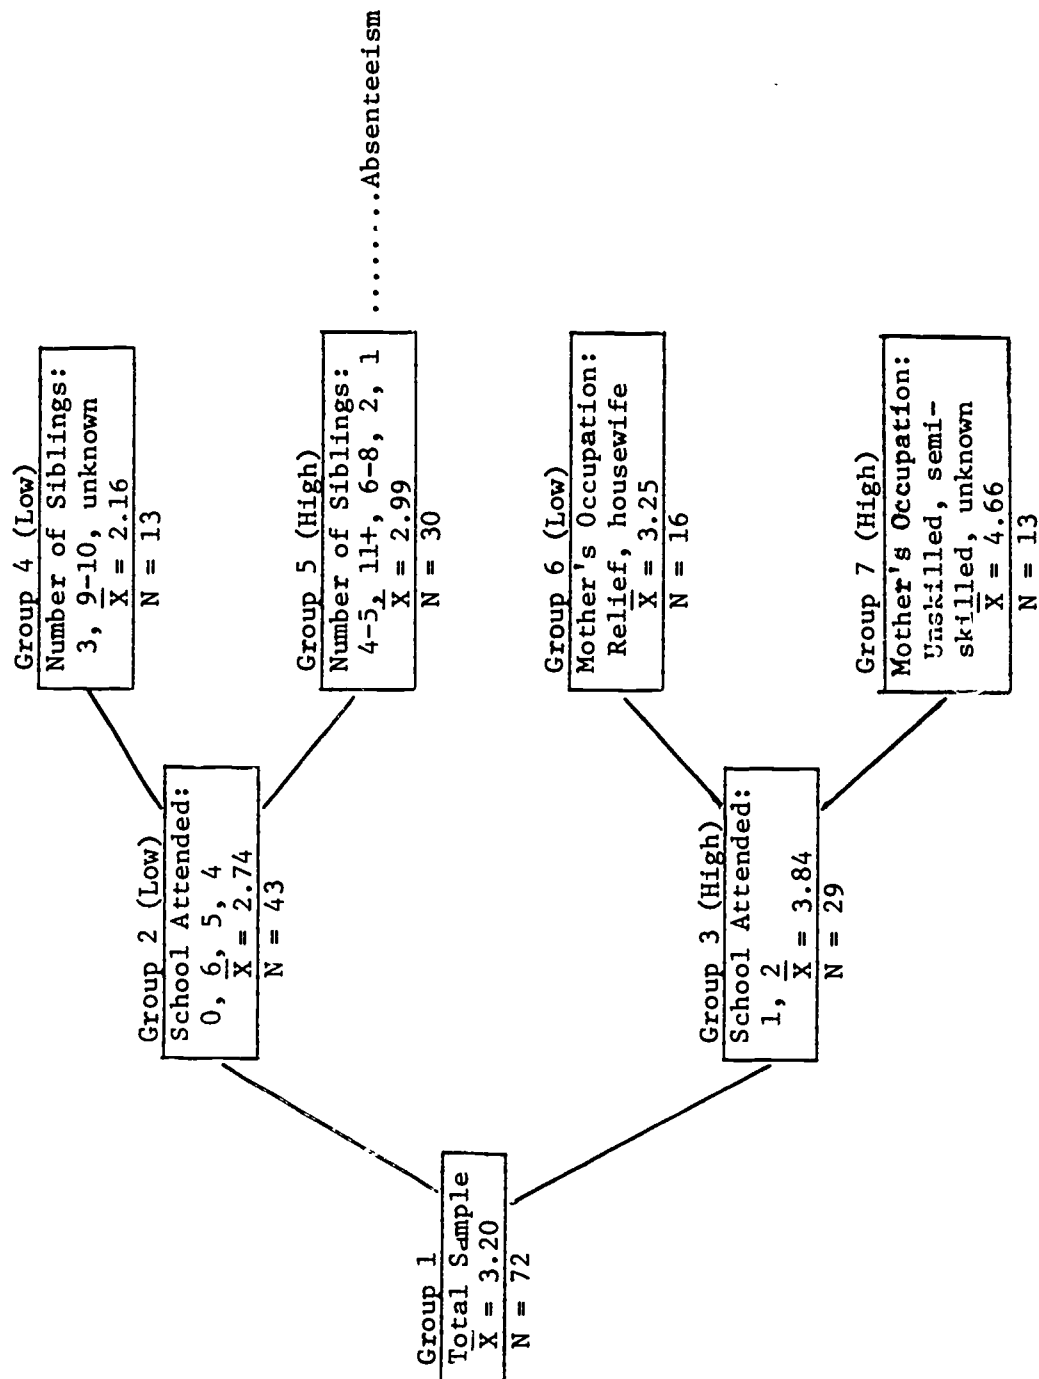 Group 1
Total Sample
X̅ = 3.20
N = 72
Group 2 (Low)
School Attended:
0, 6, 5, 4
X̅ = 2.74
N = 43
Group 3 (High)
School Attended:
1, 2
X̅ = 3.84
N = 29
Group 4 (Low)
Number of Siblings:
3, 9-10, unknown
X̅ = 2.16
N = 13
Group 5 (High)
Number of Siblings:
4-5, 11+, 6-8, 2, 1
X̅ = 2.99
N = 30
........Absenteeism
Group 6 (Low)
Mother's Occupation:
Relief, housewife
X̅ = 3.25
N = 16
Group 7 (High)
Mother's Occupation:
Unskilled, semi-
skilled, unknown
X̅ = 4.66
N = 13